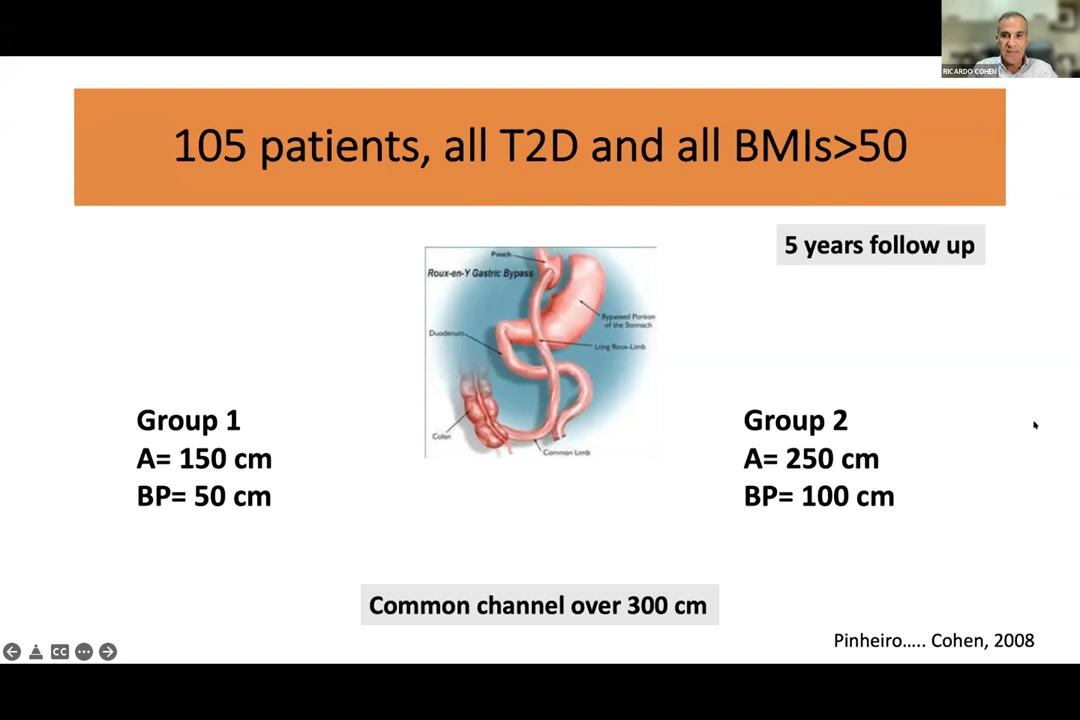 RICARDO COHEN
105 patients, all T2D and all BMIs>50
5 years follow up
Pouch
Roux-en-Y Gastric Bypass
Bypassed Portion
of the Stomach
Duodenum
Long Roux-Limb
Colon
Common Limb
Group 1
A= 150 cm
BP= 50 cm
Group 2
A= 250 cm
BP= 100 cm
Common channel over 300 cm
Pinheiro….. Cohen, 2008
CC